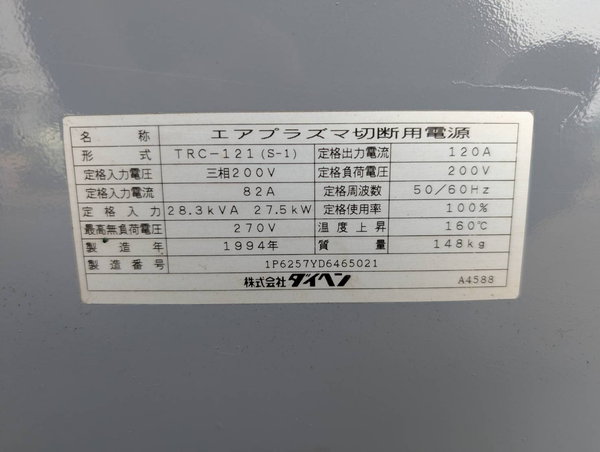 名称 エアプラズマ切断用電源
形式 TRC-121(S-1) 定格出力電流 120A
定格入力電圧 三相200V 定格負荷電圧 200V
定格入力電流 82A 定格周波数 50/60Hz
定格入力 28.3kVA 27.5kW 定格使用率 100%
最高無負荷電圧 270V 温度上昇 160℃
製造年 1994年 質量 148kg
製造番号 1P6257YD6465021
株式会社ダイヘン A4588